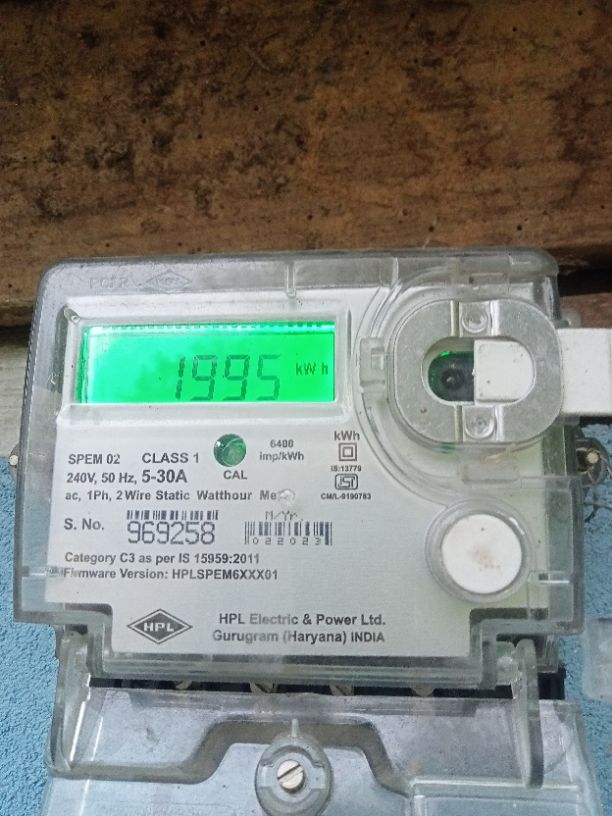 1995 kWh
SPEM 02 CLASS 1
240V, 50 Hz, 5-30A
CAL
6400
imp/kWh
kWh
IS:13779
ISI
CM/L-9190783
ac, 1Ph, 2 Wire Static Watthour
M/Yr
S. No. 969258
022023
Category C3 as per IS 15959:2011
Firmware Version: HPLSPEM6XXX01
HPL
HPL Electric & Power Ltd.
Gurugram (Haryana) INDIA